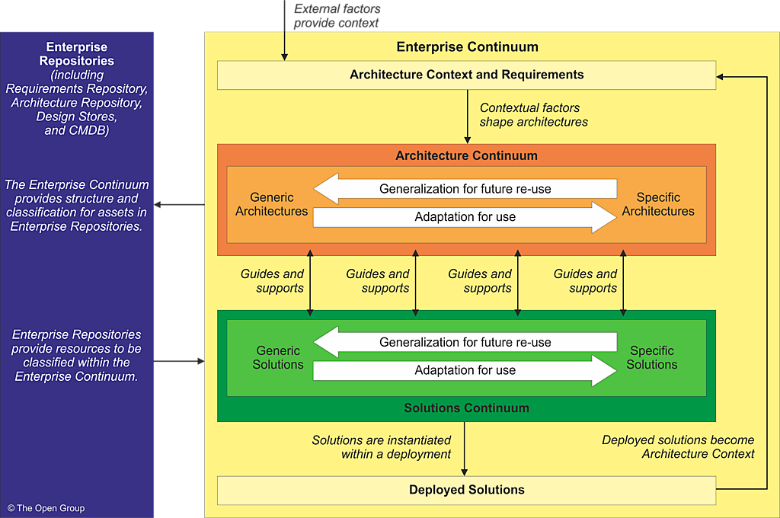 External factors
provide context
Enterprise
Repositories
(including
Requirements Repository,
Architecture Repository,
Design Stores,
and CMDB)
The Enterprise Continuum
provides structure and
classification for assets in
Enterprise Repositories.
Enterprise Repositories
provide resources to be
classified within the
Enterprise Continuum.
© The Open Group
Enterprise Continuum
Architecture Context and Requirements
Contextual factors
shape architectures
Architecture Continuum
Generic
Architectures
Generalization for future re-use
Adaptation for use
Specific
Architectures
Guides and
supports
Guides and
supports
Guides and
supports
Guides and
supports
Generic
Solutions
Generalization for future re-use
Adaptation for use
Specific
Solutions
Solutions Continuum
Solutions are instantiated
within a deployment
Deployed solutions become
Architecture Context
Deployed Solutions